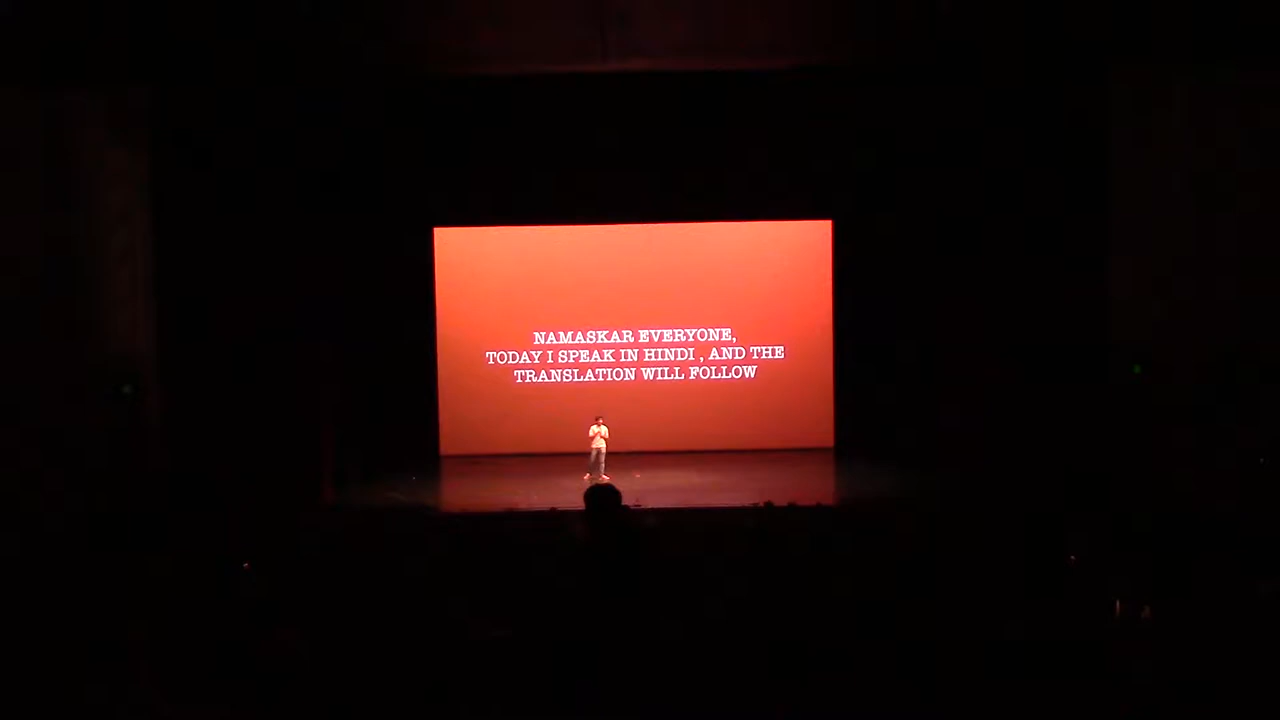 NAMASKAR EVERYONE,
TODAY I SPEAK IN HINDI , AND THE
TRANSLATION WILL FOLLOW